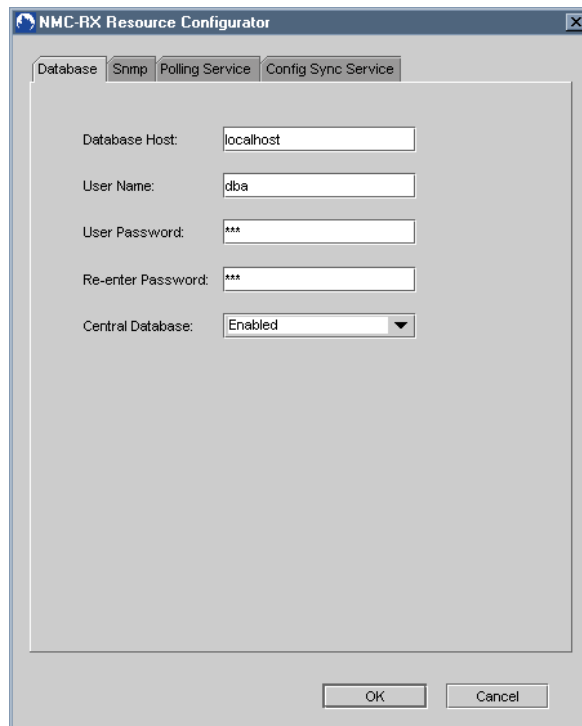 NMC-RX Resource Configurator
Database Snmp Polling Service Config Sync Service
Database Host: localhost
User Name: dba
User Password: ***
Re-enter Password: ***
Central Database: Enabled
OK Cancel